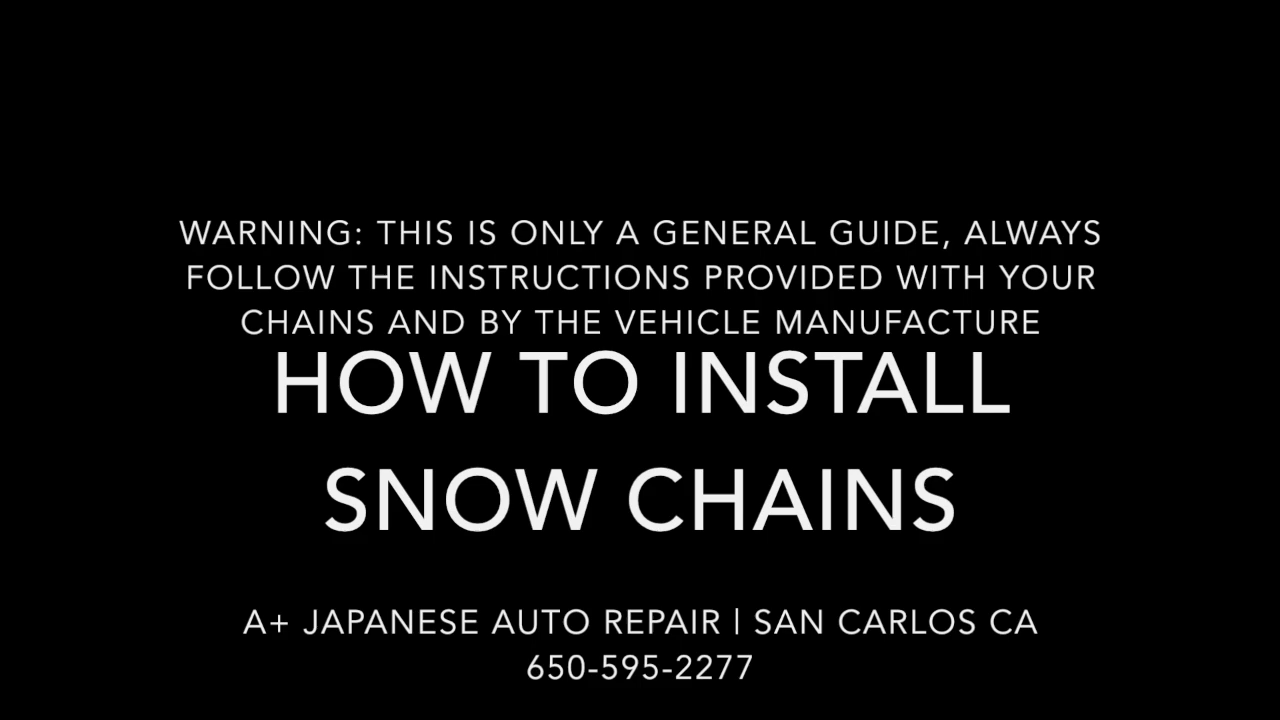 WARNING: THIS IS ONLY A GENERAL GUIDE, ALWAYS
FOLLOW THE INSTRUCTIONS PROVIDED WITH YOUR
CHAINS AND BY THE VEHICLE MANUFACTURE
HOW TO INSTALL
SNOW CHAINS
A+ JAPANESE AUTO REPAIR | SAN CARLOS CA
650-595-2277